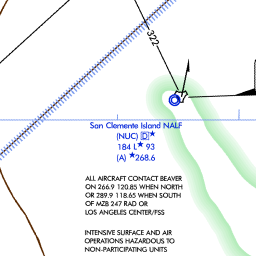 322
San Clemente Island NALF
(NUC) D★
184 L★ 93
(A) ★268.6
ALL AIRCRAFT CONTACT BEAVER
ON 266.9 120.85 WHEN NORTH
OR 289.9 118.65 WHEN SOUTH
OF MZB 247 RAD OR
LOS ANGELES CENTER/FSS
INTENSIVE SURFACE AND AIR
OPERATIONS HAZARDOUS TO
NON-PARTICIPATING UNITS